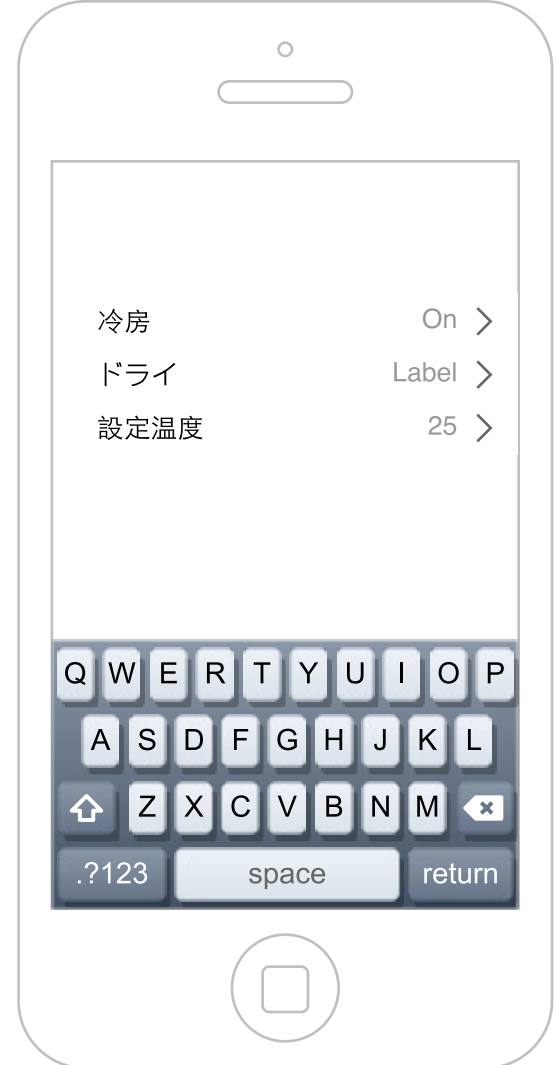 冷房 On
ドライ Label
設定温度 25
Q W E R T Y U I O P
A S D F G H J K L
Z X C V B N M
.?123 space return